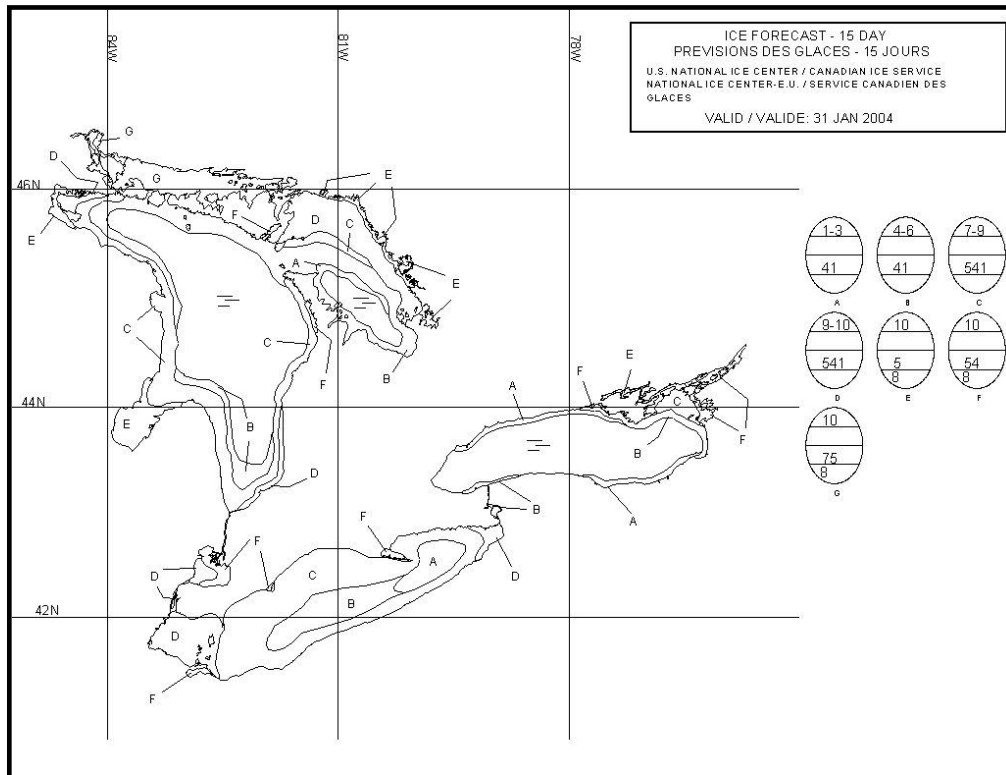 84W
81W
78W
ICE FORECAST - 15 DAY
PREVISIONS DES GLACES - 15 JOURS
U.S. NATIONAL ICE CENTER / CANADIAN ICE SERVICE
NATIONAL ICE CENTER-E.U. / SERVICE CANADIEN DES
GLACES
VALID / VALIDE: 31 JAN 2004
G
D
G
46N
E
F
D
C
E
E
A
E
E
C
C
F
B
1-3
4-6
7-9
41
41
541
A
B
C
9-10
10
10
541
5
54
8
8
D
E
F
10
75
8
G
A
F
E
44N
C
E
B
F
B
D
B
A
F
F
A
D
D
C
B
42N
D
F